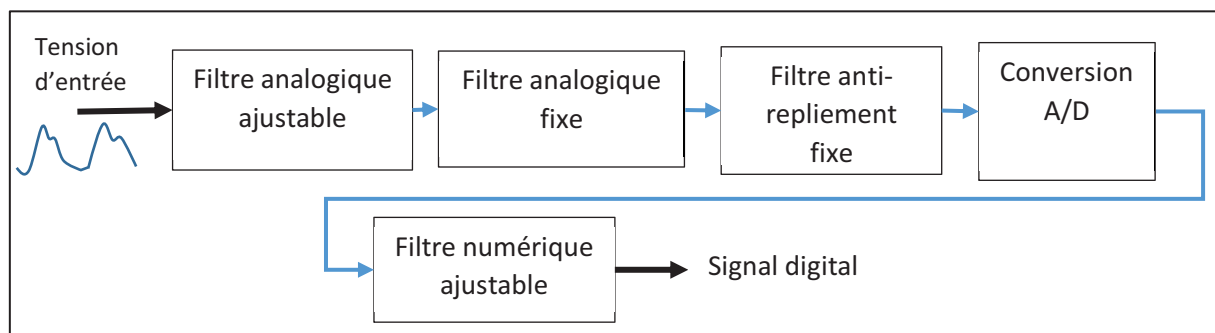 Tension
d'entrée
Filtre analogique
ajustable
Filtre analogique
fixe
Filtre anti-
repliement
fixe
Conversion
A/D
Filtre numérique
ajustable
Signal digital